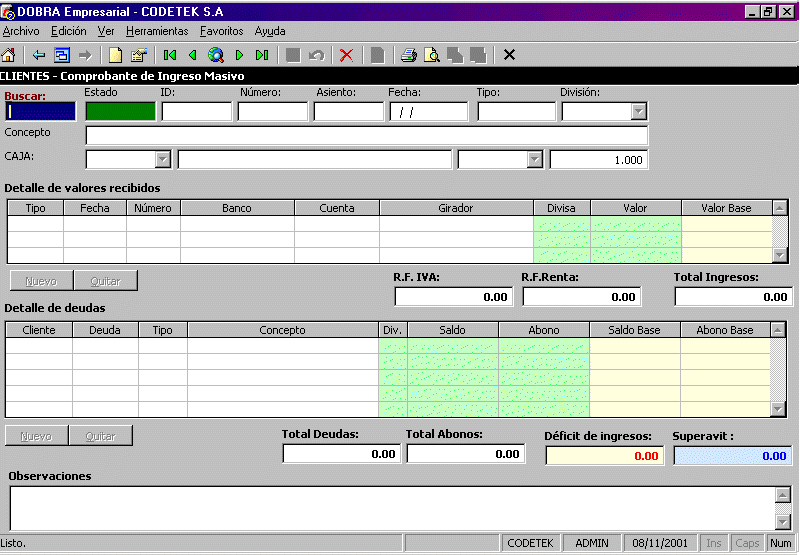 DOBRA Empresarial - CODETEK S.A
Archivo Edición Ver Herramientas Favoritos Ayuda
CLIENTES - Comprobante de Ingreso Masivo
Buscar: Estado ID: Número: Asiento: Fecha: Tipo: División:
/ /
Concepto
CAJA: 1.000
Detalle de valores recibidos
Tipo Fecha Número Banco Cuenta Girador Divisa Valor Valor Base
Nuevo Quitar
R.F. IVA: R.F.Renta: Total Ingresos:
0.00 0.00 0.00
Detalle de deudas
Cliente Deuda Tipo Concepto Div. Saldo Abono Saldo Base Abono Base
Nuevo Quitar
Total Deudas: Total Abonos: Déficit de ingresos: Superavit :
0.00 0.00 0.00 0.00
Observaciones
Listo. CODETEK ADMIN 08/11/2001 Ins Caps Num